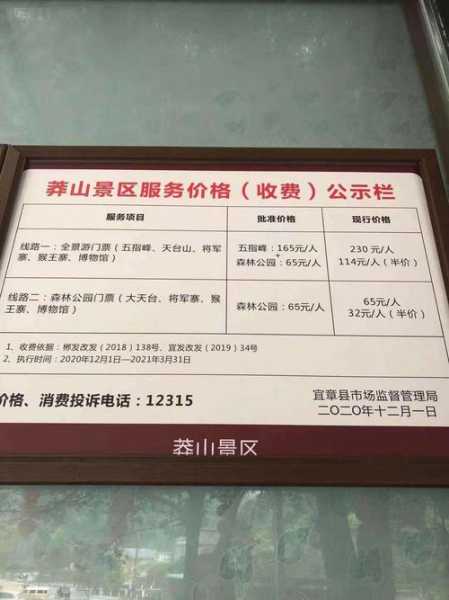 莽山景区服务价格（收费）公示栏
服务项目 批准价格 现行价格
线路一：全景游门票（五指峰、天台山、将军
寨、猴王寨、博物馆）
五指峰：165元/人
+
森林公园：65元/人
230 元/人
114元/人（半价）
线路二：森林公园门票（大天台、将军寨、猴
王寨、博物馆）
森林公园：65元/人
65元/人
32元/人（半价）
1、收费依据：郴发改发（2018）138号、宜发改发（2019）34号
2、执行时间：2020年12月1日—2021年3月31日
价格、消费投诉电话：12315
宜章县市场监督管理局
二〇二〇年十二月一日
莽山景区